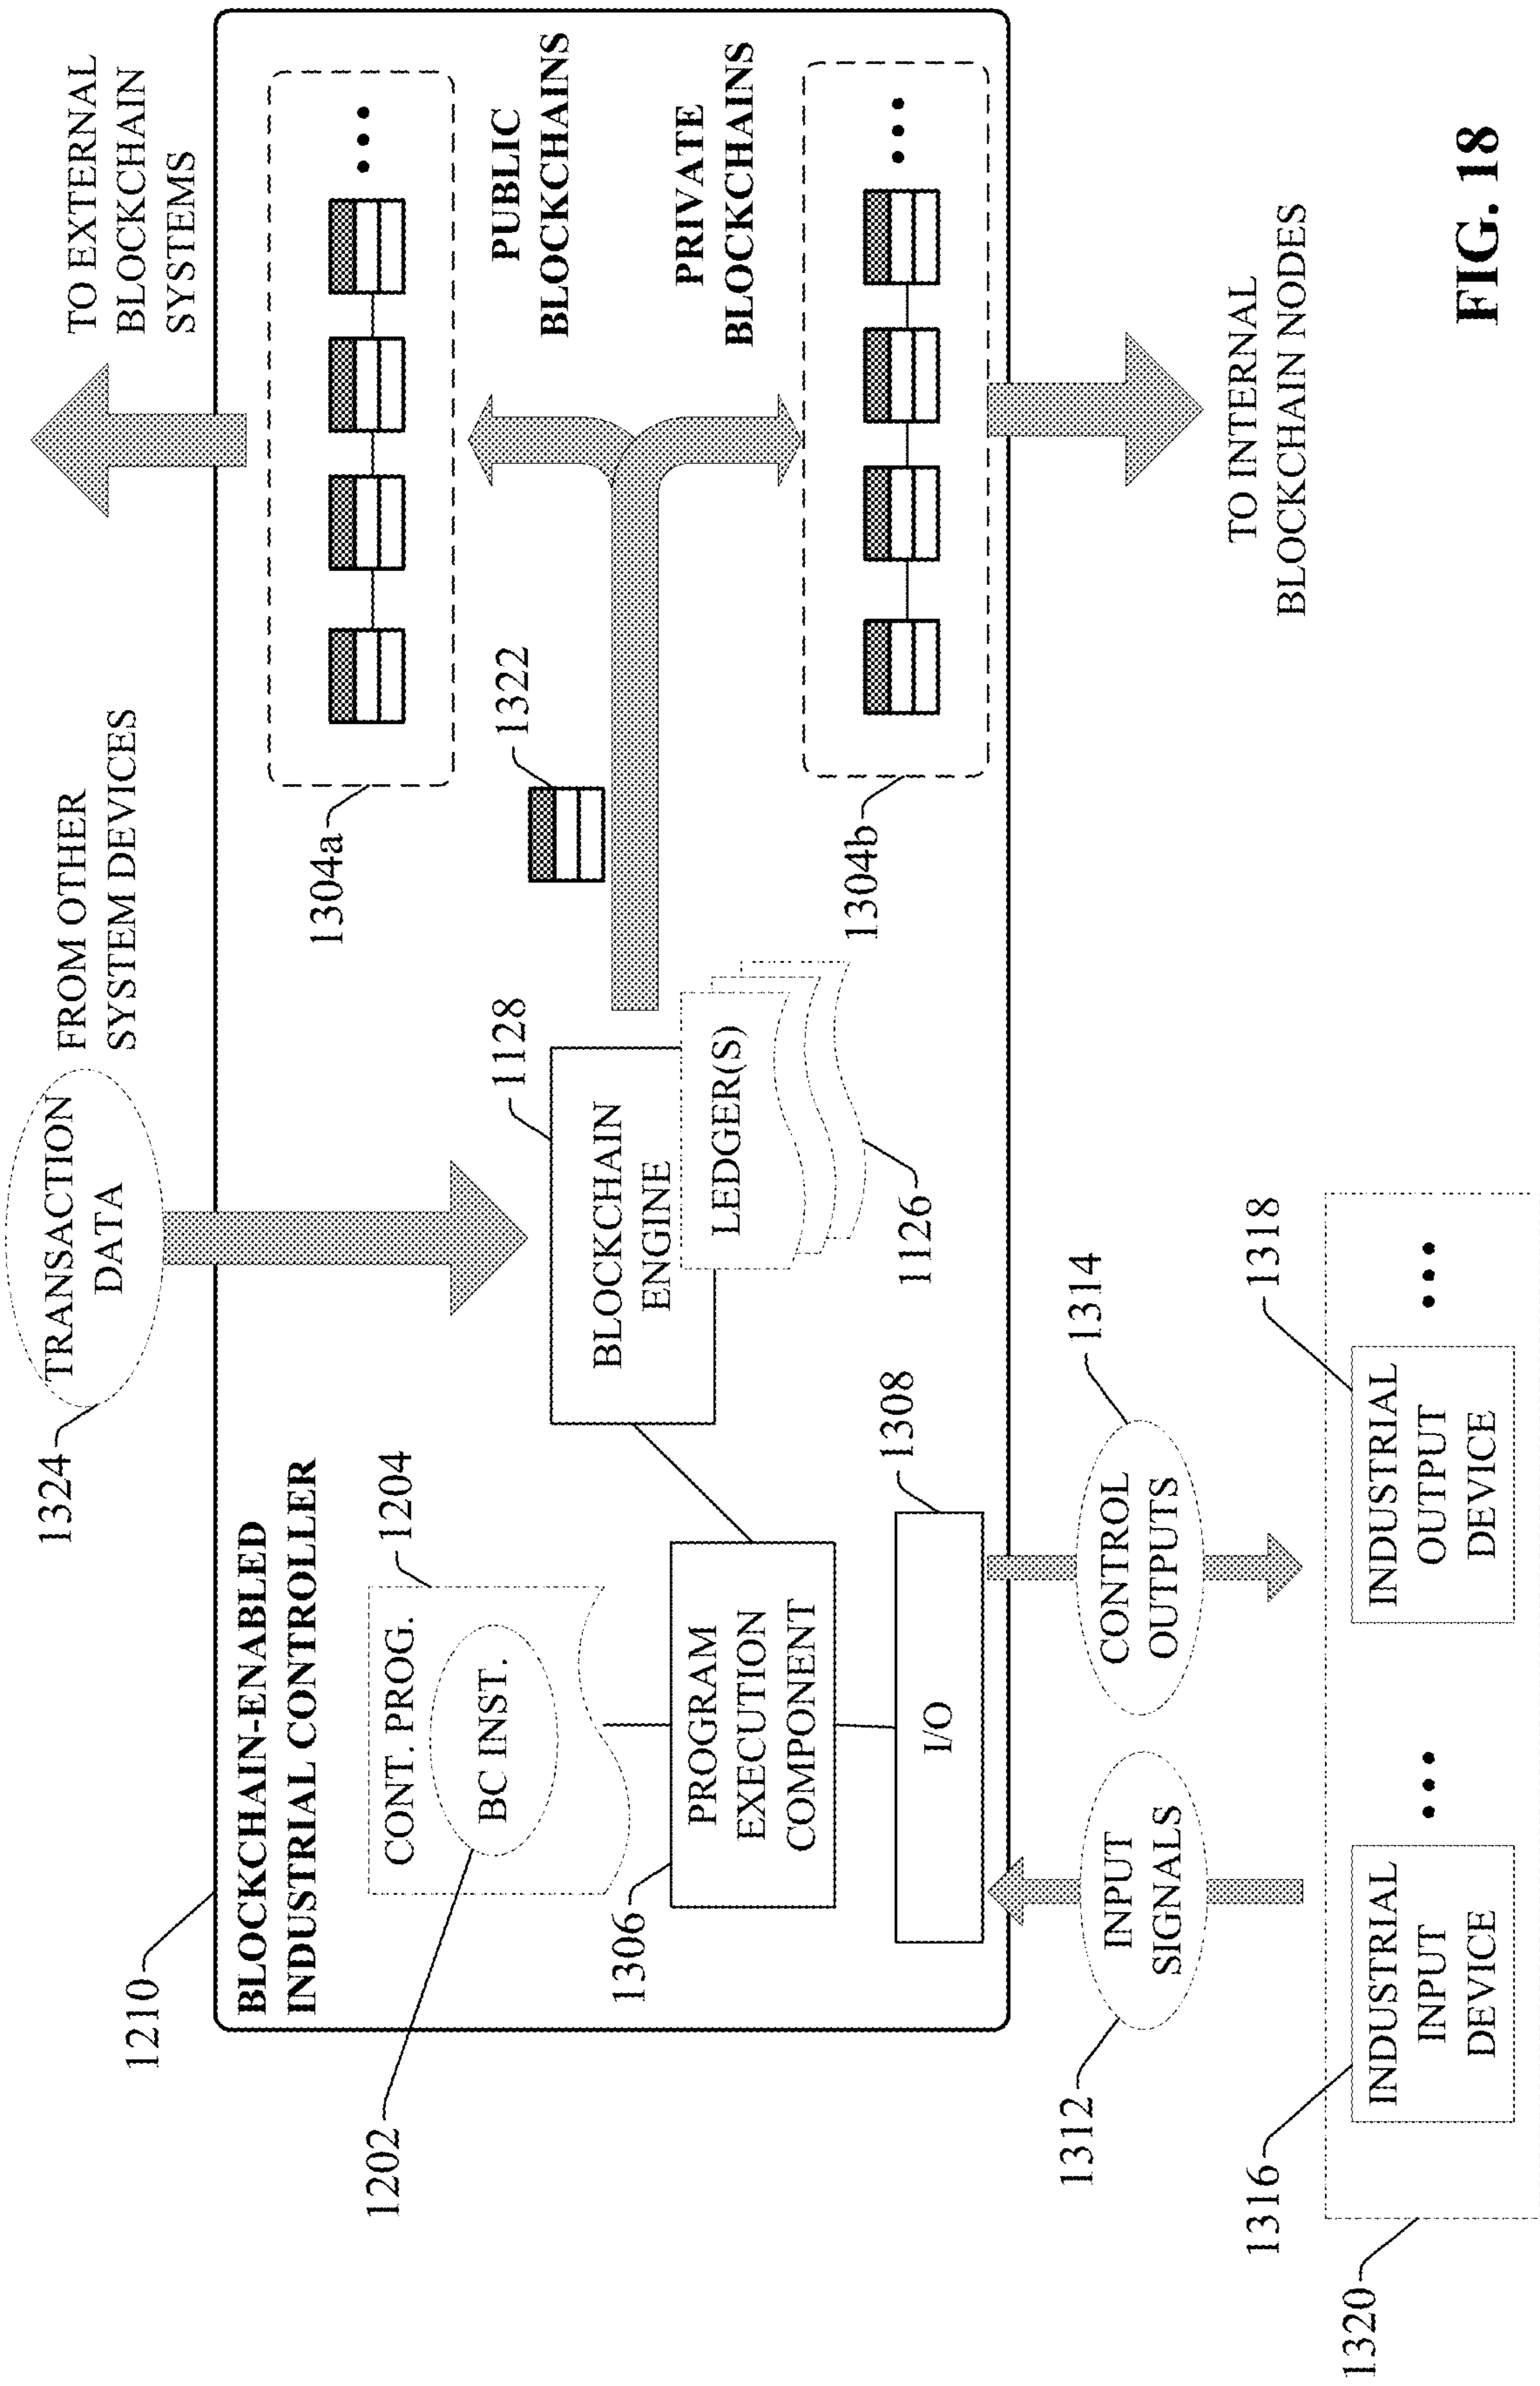 1324
TRANSACTION
DATA
FROM OTHER
SYSTEM DEVICES
TO EXTERNAL
BLOCKCHAIN
SYSTEMS
1210
BLOCKCHAIN-ENABLED
INDUSTRIAL CONTROLLER
1202
CONT. PROG.
1204
BC INST.
1306
PROGRAM
EXECUTION
COMPONENT
I/O
1308
BLOCKCHAIN
ENGINE
1128
LEDGER(S)
1126
1322
1304a
PUBLIC
BLOCKCHAINS
PRIVATE
BLOCKCHAINS
1304b
1312
INPUT
SIGNALS
CONTROL
OUTPUTS
1314
TO INTERNAL
BLOCKCHAIN NODES
1316
1318
1320
INDUSTRIAL
INPUT
DEVICE
INDUSTRIAL
OUTPUT
DEVICE
FIG. 18